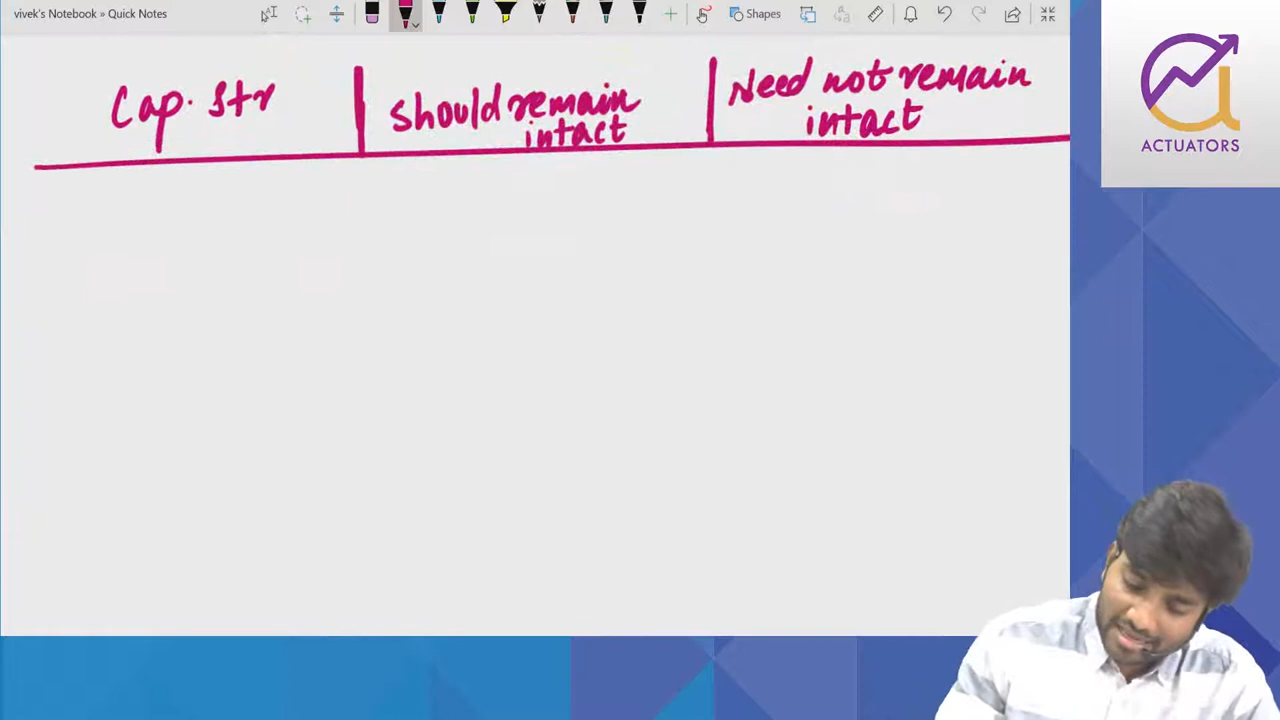 vivek's Notebook » Quick Notes
Shapes
Cap. Str
Should remain
intact
Need not remain
intact
ACTUATORS